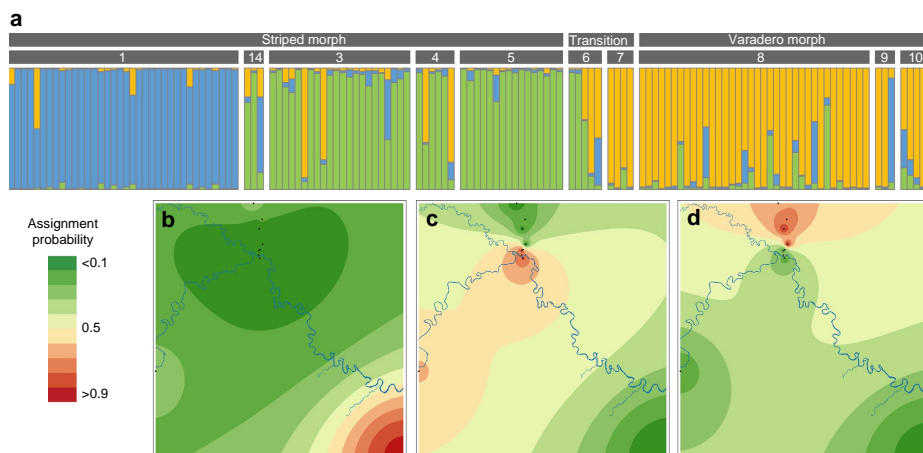 a
Striped morph Transition Varadero morph
1 14 3 4 5 6 7 8 9 10
b c d
Assignment
probability
<0.1
0.5
>0.9